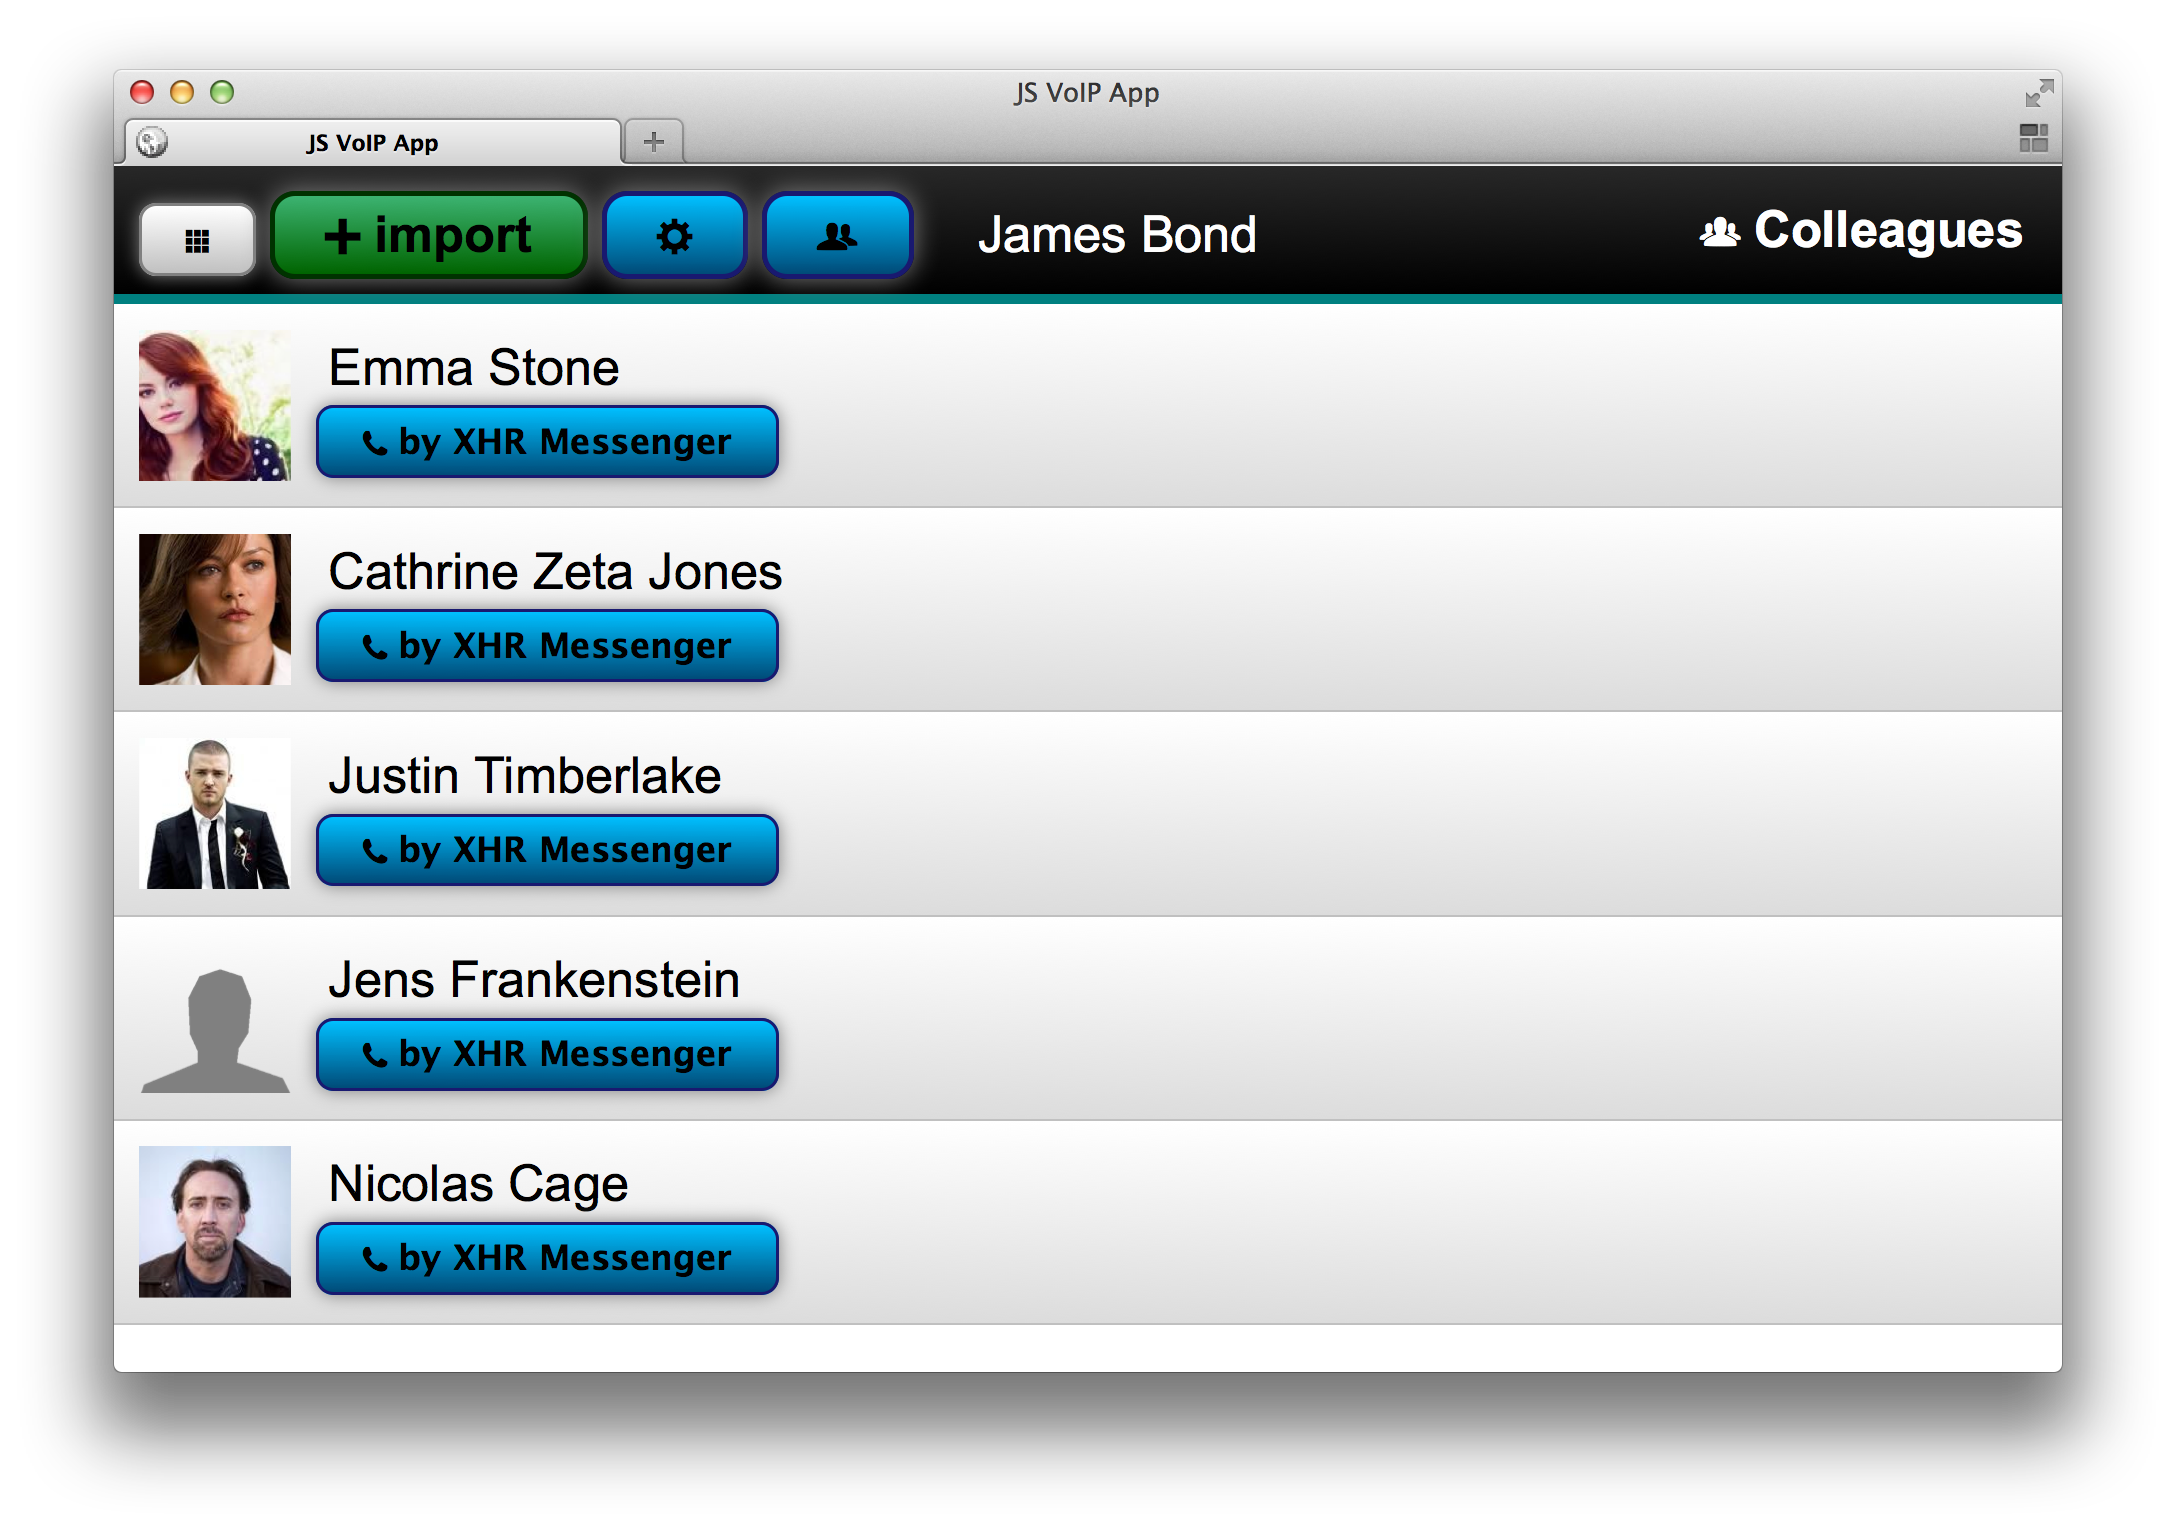 JS VoIP App
JS VoIP App
import
James Bond
Colleagues
Emma Stone
by XHR Messenger
Cathrine Zeta Jones
by XHR Messenger
Justin Timberlake
by XHR Messenger
Jens Frankenstein
by XHR Messenger
Nicolas Cage
by XHR Messenger